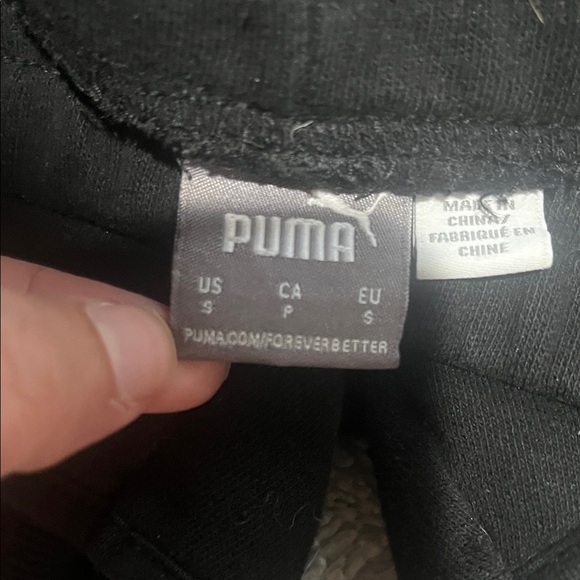 PUMA
US CA EU
S P S
PUMA.COM/FOREVERBETTER
MADE IN
CHINA/
FABRIQUÉ EN
CHINE